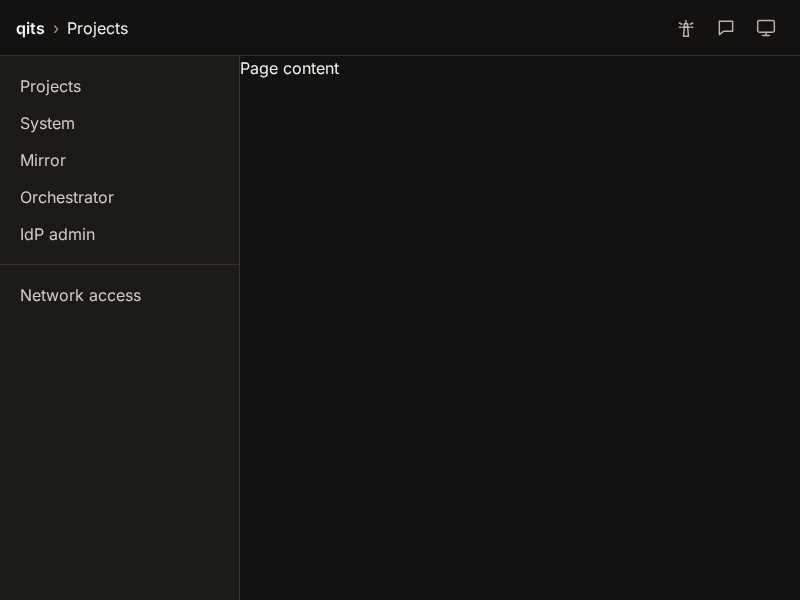 qits › Projects
Projects
System
Mirror
Orchestrator
IdP admin
Network access
Page content